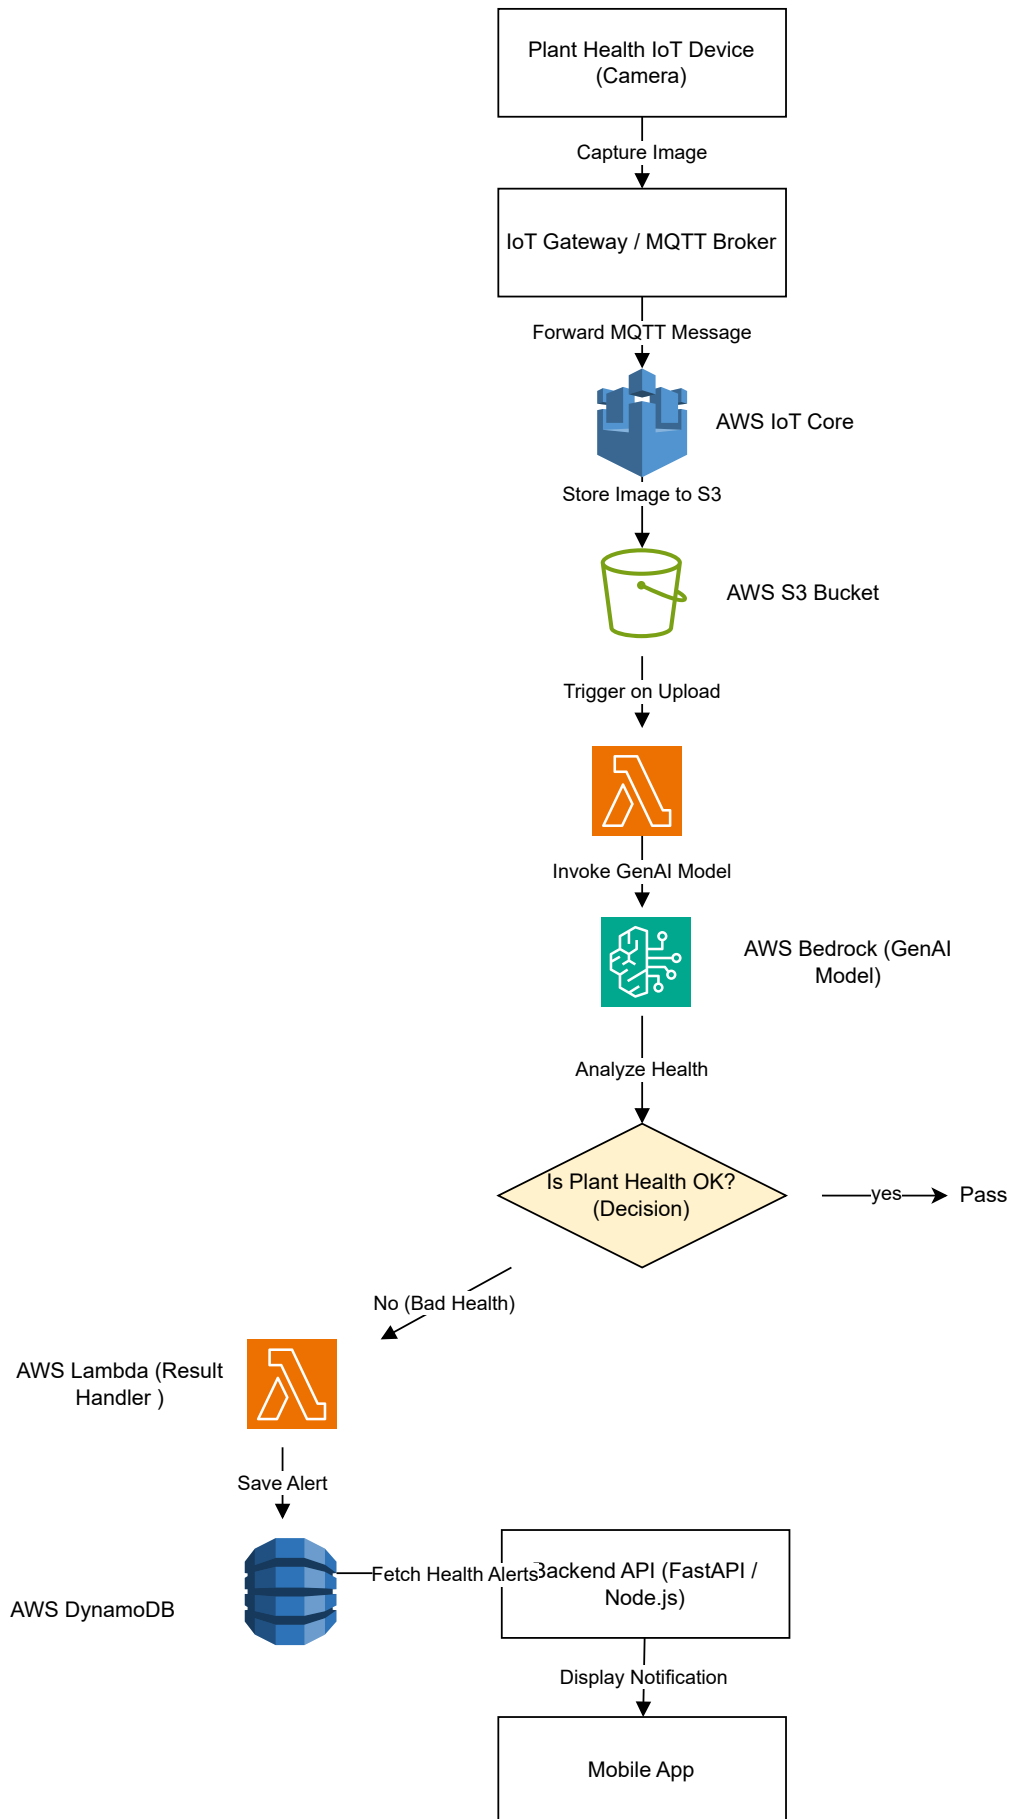 Plant Health IoT Device
(Camera)
Capture Image
IoT Gateway / MQTT Broker
Forward MQTT Message
AWS IoT Core
Store Image to S3
AWS S3 Bucket
Trigger on Upload
Invoke GenAI Model
AWS Bedrock (GenAI
Model)
Analyze Health
Is Plant Health OK?
(Decision)
yes
Pass
No (Bad Health)
AWS Lambda (Result
Handler )
Save Alert
AWS DynamoDB
Fetch Health Alerts
Backend API (FastAPI /
Node.js)
Display Notification
Mobile App